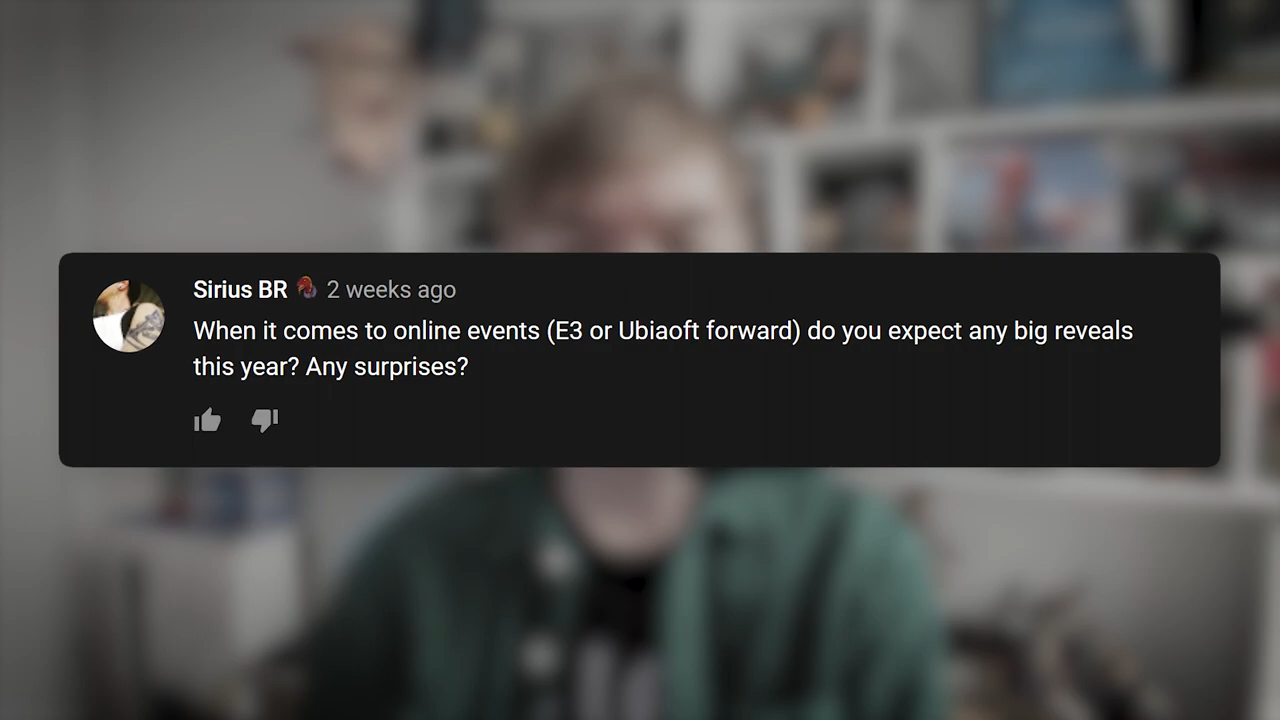 Sirius BR 2 weeks ago
When it comes to online events (E3 or Ubiaoft forward) do you expect any big reveals
this year? Any surprises?